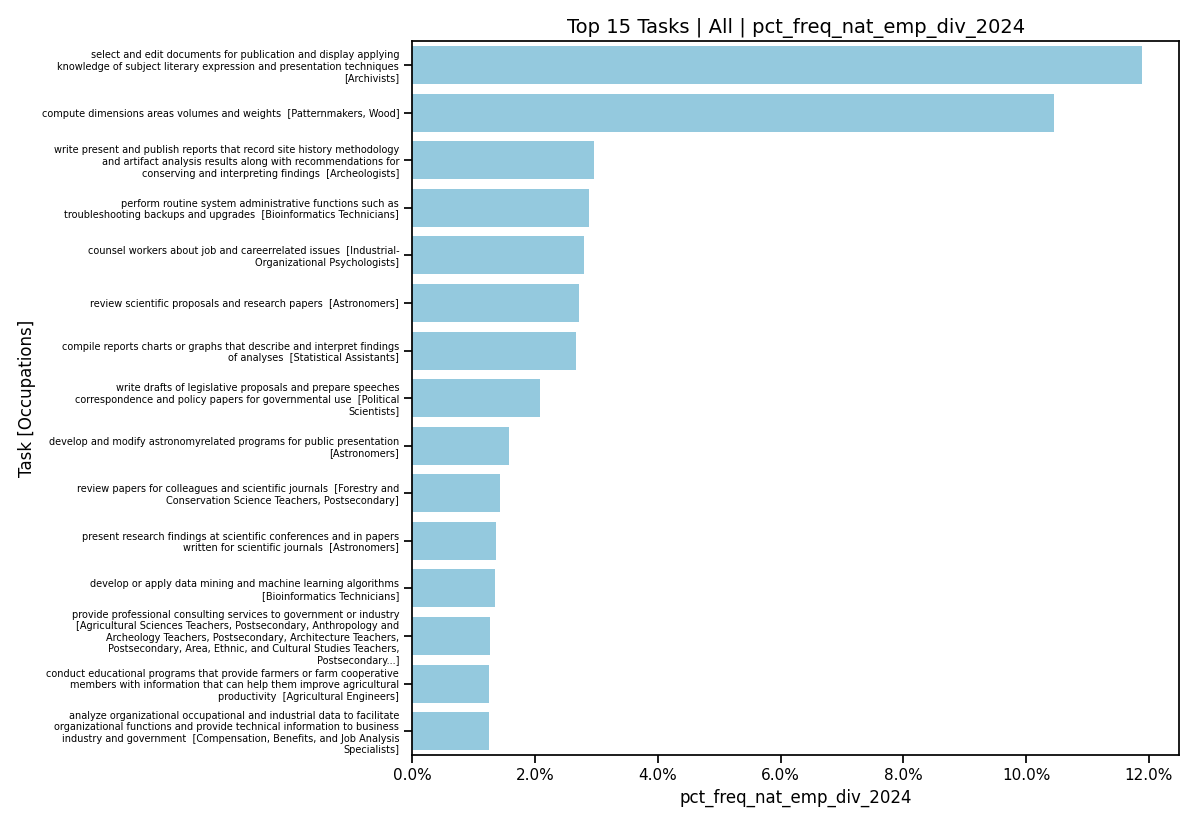 Top 15 Tasks | All | pct_freq_nat_emp_div_2024
select and edit documents for publication and display applying
knowledge of subject literary expression and presentation techniques
[Archivists]
compute dimensions areas volumes and weights  [Patternmakers, Wood]
write present and publish reports that record site history methodology
and artifact analysis results along with recommendations for
conserving and interpreting findings  [Archeologists]
perform routine system administrative functions such as
troubleshooting backups and upgrades  [Bioinformatics Technicians]
counsel workers about job and careerrelated issues  [Industrial-
Organizational Psychologists]
review scientific proposals and research papers  [Astronomers]
compile reports charts or graphs that describe and interpret findings
of analyses  [Statistical Assistants]
write drafts of legislative proposals and prepare speeches
correspondence and policy papers for governmental use  [Political
Scientists]
develop and modify astronomyrelated programs for public presentation
[Astronomers]
review papers for colleagues and scientific journals  [Forestry and
Conservation Science Teachers, Postsecondary]
present research findings at scientific conferences and in papers
written for scientific journals  [Astronomers]
develop or apply data mining and machine learning algorithms
[Bioinformatics Technicians]
provide professional consulting services to government or industry
[Agricultural Sciences Teachers, Postsecondary, Anthropology and
Archeology Teachers, Postsecondary, Architecture Teachers,
Postsecondary, Area, Ethnic, and Cultural Studies Teachers,
Postsecondary...]
conduct educational programs that provide farmers or farm cooperative
members with information that can help them improve agricultural
productivity  [Agricultural Engineers]
analyze organizational occupational and industrial data to facilitate
organizational functions and provide technical information to business
industry and government  [Compensation, Benefits, and Job Analysis
Specialists]
Task [Occupations]
0.0% 2.0% 4.0% 6.0% 8.0% 10.0% 12.0%
pct_freq_nat_emp_div_2024